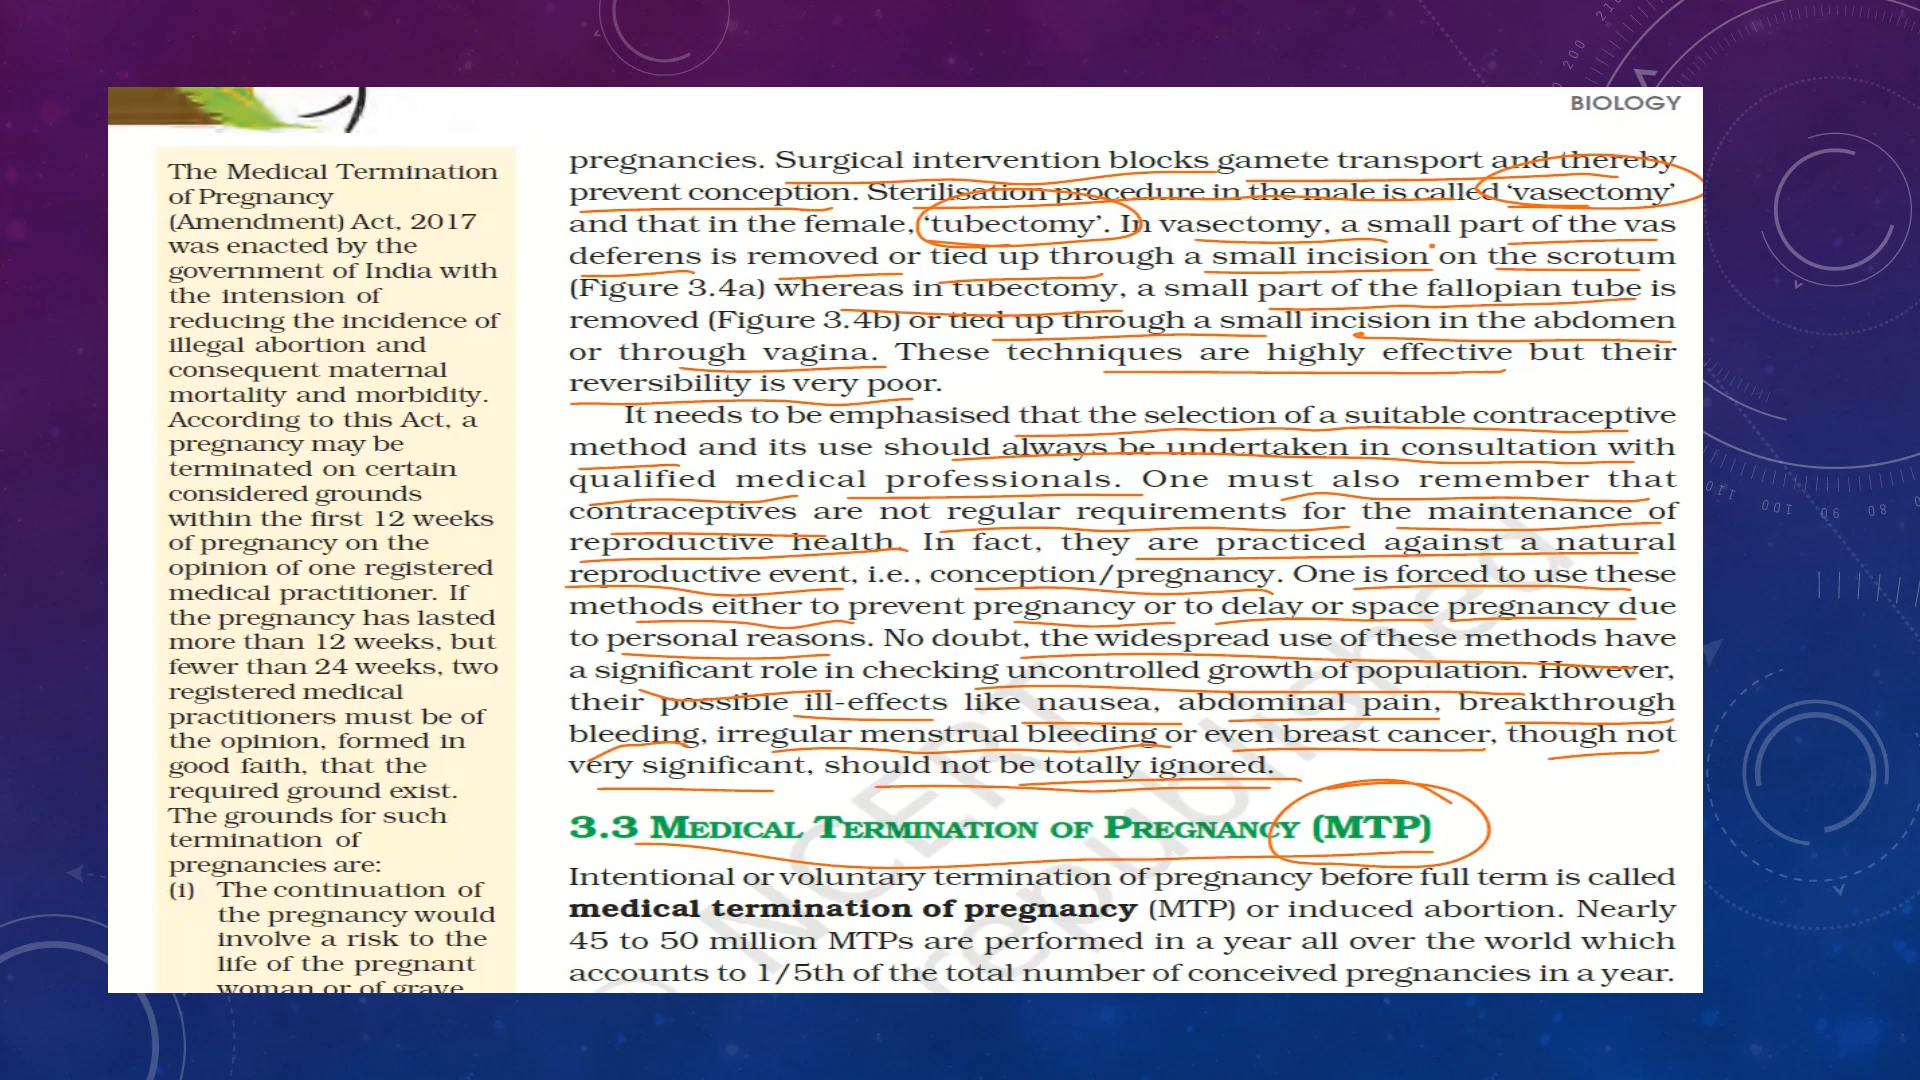 BIOLOGY
The Medical Termination
of Pregnancy
(Amendment) Act, 2017
was enacted by the
government of India with
the intension of
reducing the incidence of
illegal abortion and
consequent maternal
mortality and morbidity.
According to this Act, a
pregnancy may be
terminated on certain
considered grounds
within the first 12 weeks
of pregnancy on the
opinion of one registered
medical practitioner. If
the pregnancy has lasted
more than 12 weeks, but
fewer than 24 weeks, two
registered medical
practitioners must be of
the opinion, formed in
good faith, that the
required ground exist.
The grounds for such
termination of
pregnancies are:
(i) The continuation of
the pregnancy would
involve a risk to the
life of the pregnant
woman or of grave
pregnancies. Surgical intervention blocks gamete transport and thereby
prevent conception. Sterilisation procedure in the male is called ‘vasectomy’
and that in the female, ‘tubectomy’. In vasectomy, a small part of the vas
deferens is removed or tied up through a small incision on the scrotum
(Figure 3.4a) whereas in tubectomy, a small part of the fallopian tube is
removed (Figure 3.4b) or tied up through a small incision in the abdomen
or through vagina. These techniques are highly effective but their
reversibility is very poor.
It needs to be emphasised that the selection of a suitable contraceptive
method and its use should always be undertaken in consultation with
qualified medical professionals. One must also remember that
contraceptives are not regular requirements for the maintenance of
reproductive health. In fact, they are practiced against a natural
reproductive event, i.e., conception/pregnancy. One is forced to use these
methods either to prevent pregnancy or to delay or space pregnancy due
to personal reasons. No doubt, the widespread use of these methods have
a significant role in checking uncontrolled growth of population. However,
their possible ill-effects like nausea, abdominal pain, breakthrough
bleeding, irregular menstrual bleeding or even breast cancer, though not
very significant, should not be totally ignored.
3.3 MEDICAL TERMINATION OF PREGNANCY (MTP)
Intentional or voluntary termination of pregnancy before full term is called
medical termination of pregnancy (MTP) or induced abortion. Nearly
45 to 50 million MTPs are performed in a year all over the world which
accounts to 1/5th of the total number of conceived pregnancies in a year.
© NCERT
republished
200
110
100
90
80